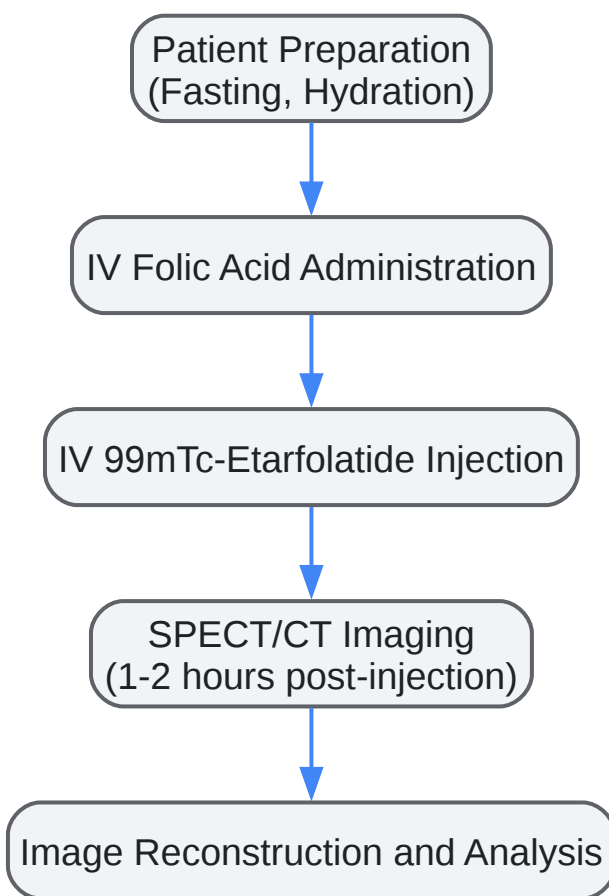 Patient Preparation
(Fasting, Hydration)
IV Folic Acid Administration
IV 99mTc-Etarfolatide Injection
SPECT/CT Imaging
(1-2 hours post-injection)
Image Reconstruction and Analysis